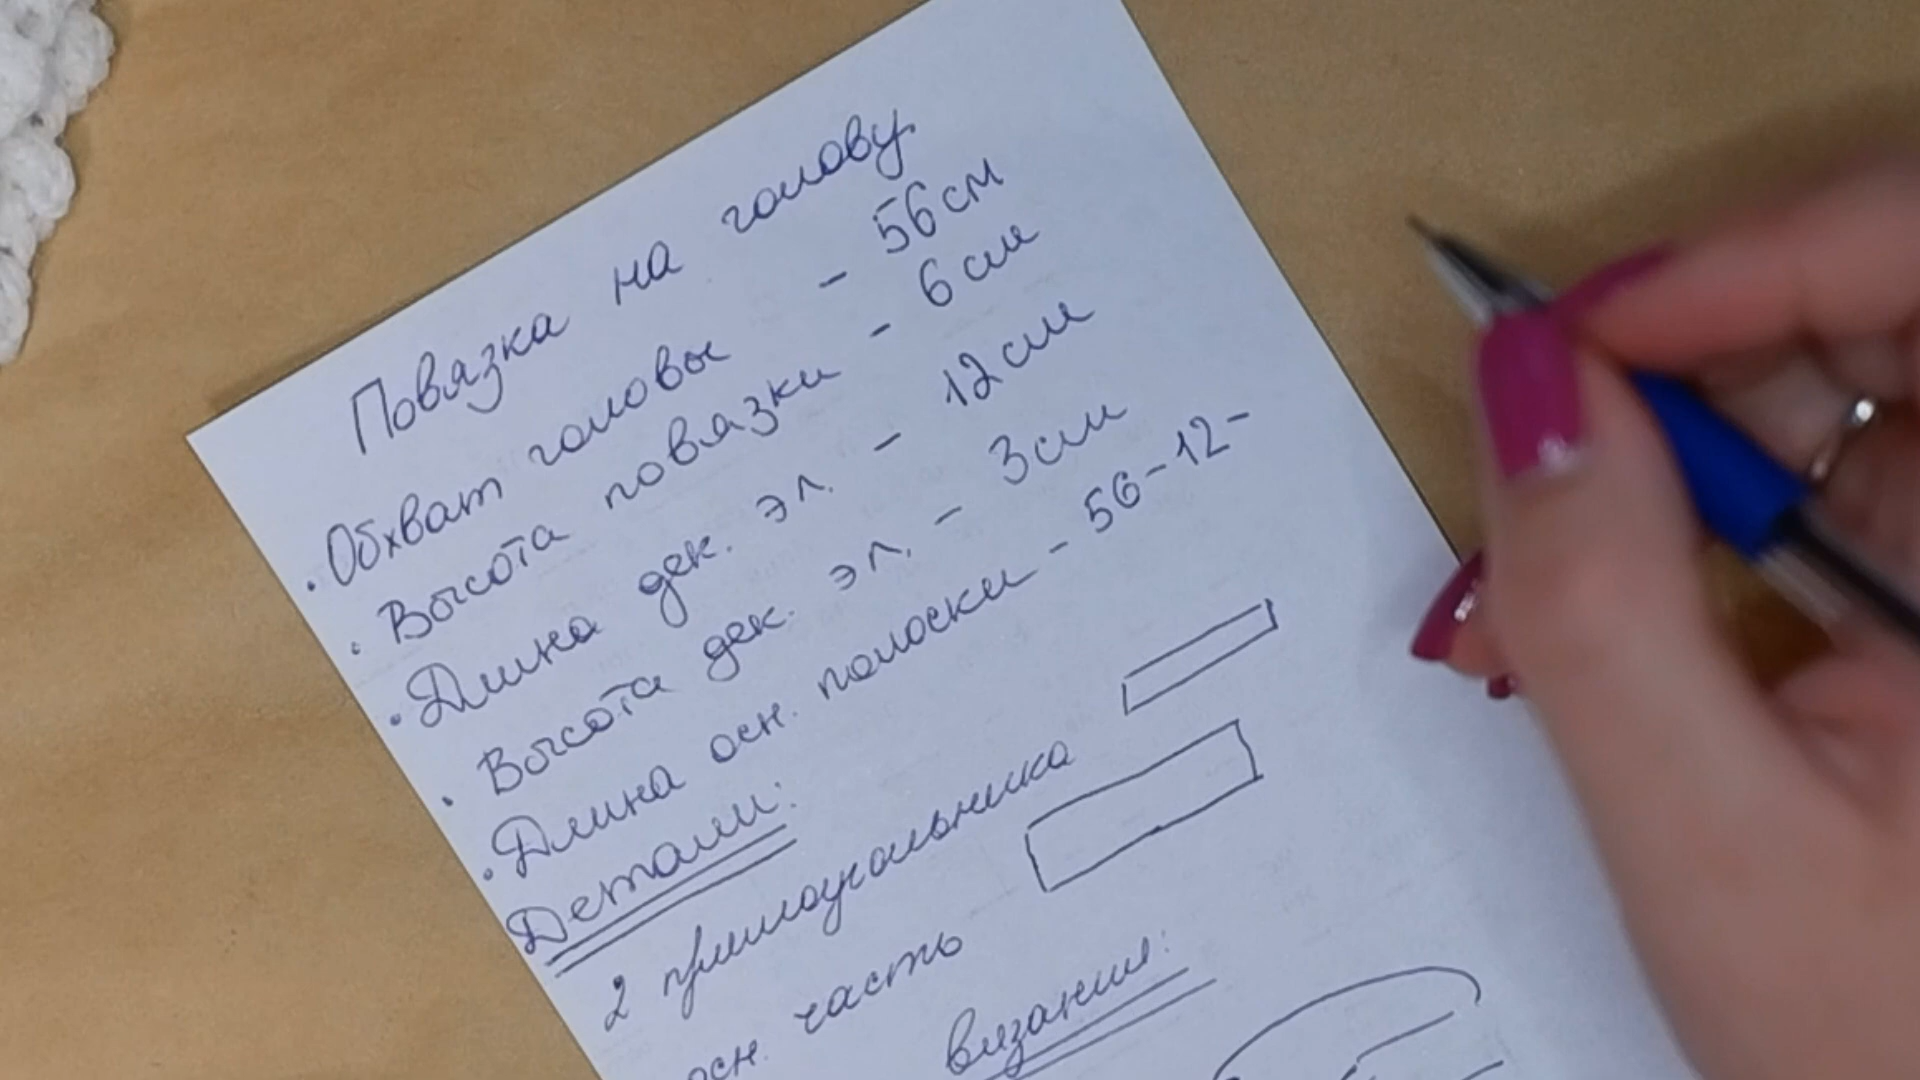 Повязка на голову
· Обхват головы - 56 см
· Высота повязки - 6 см
· Длина дек. эл. - 12 см
· Высота дек. эл. - 3 см
· Длина осн. полоски - 56-12-
Детали:
2 прямоугольника
осн. часть
вязания: